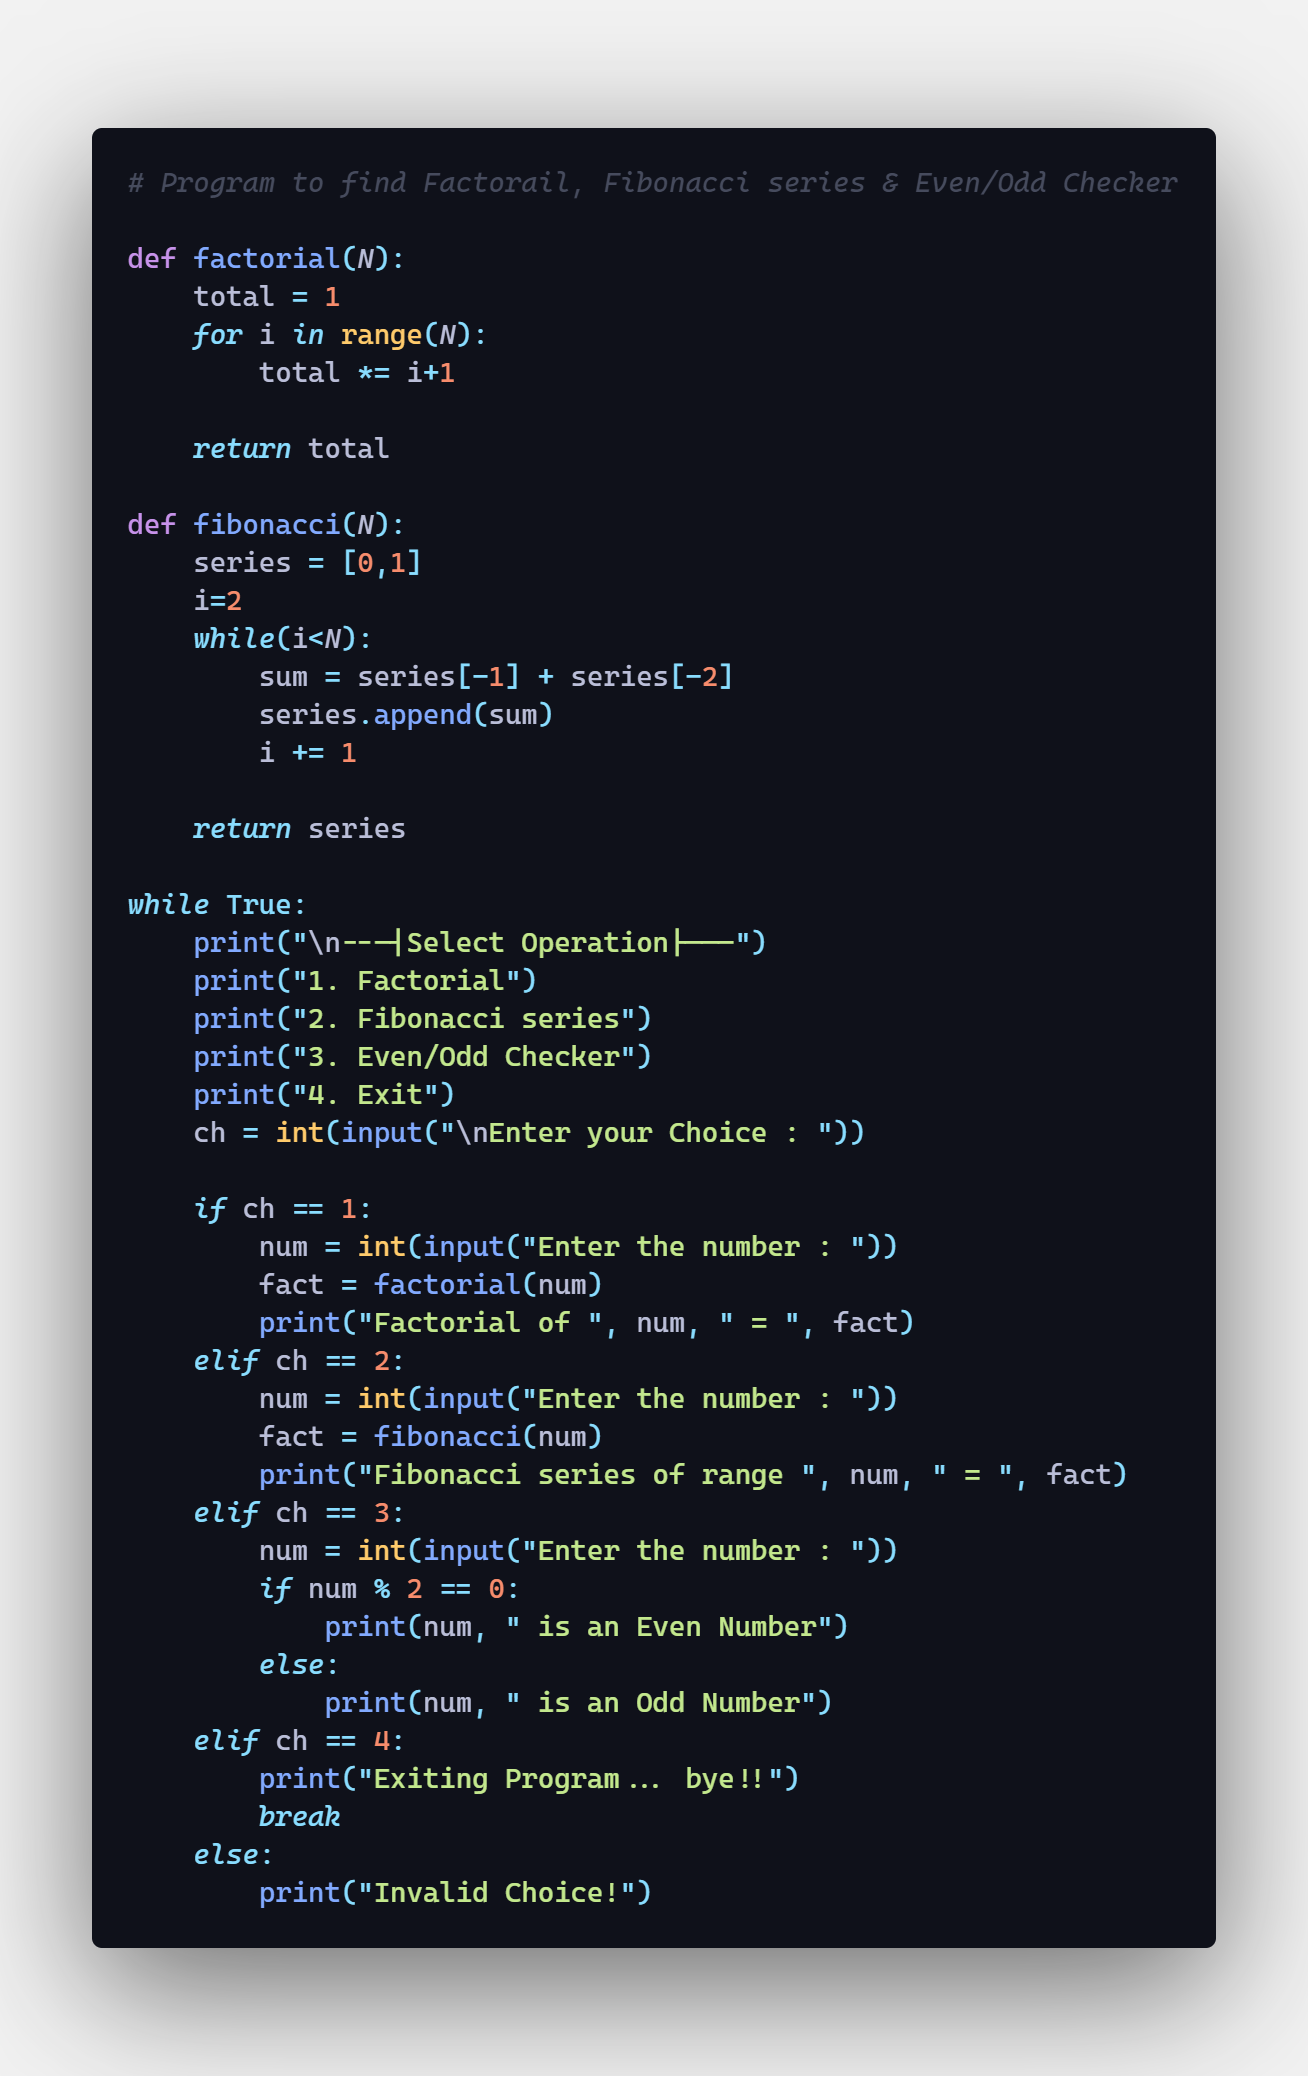 # Program to find Factorail, Fibonacci series & Even/Odd Checker

def factorial(N):
    total = 1
    for i in range(N):
        total *= i+1

    return total

def fibonacci(N):
    series = [0,1]
    i=2
    while(i<N):
        sum = series[-1] + series[-2]
        series.append(sum)
        i += 1

    return series

while True:
    print("\n---|Select Operation|---")
    print("1. Factorial")
    print("2. Fibonacci series")
    print("3. Even/Odd Checker")
    print("4. Exit")
    ch = int(input("\nEnter your Choice : "))

    if ch == 1:
        num = int(input("Enter the number : "))
        fact = factorial(num)
        print("Factorial of ", num, " = ", fact)
    elif ch == 2:
        num = int(input("Enter the number : "))
        fact = fibonacci(num)
        print("Fibonacci series of range ", num, " = ", fact)
    elif ch == 3:
        num = int(input("Enter the number : "))
        if num % 2 == 0:
            print(num, " is an Even Number")
        else:
            print(num, " is an Odd Number")
    elif ch == 4:
        print("Exiting Program... bye!!")
        break
    else:
        print("Invalid Choice!")